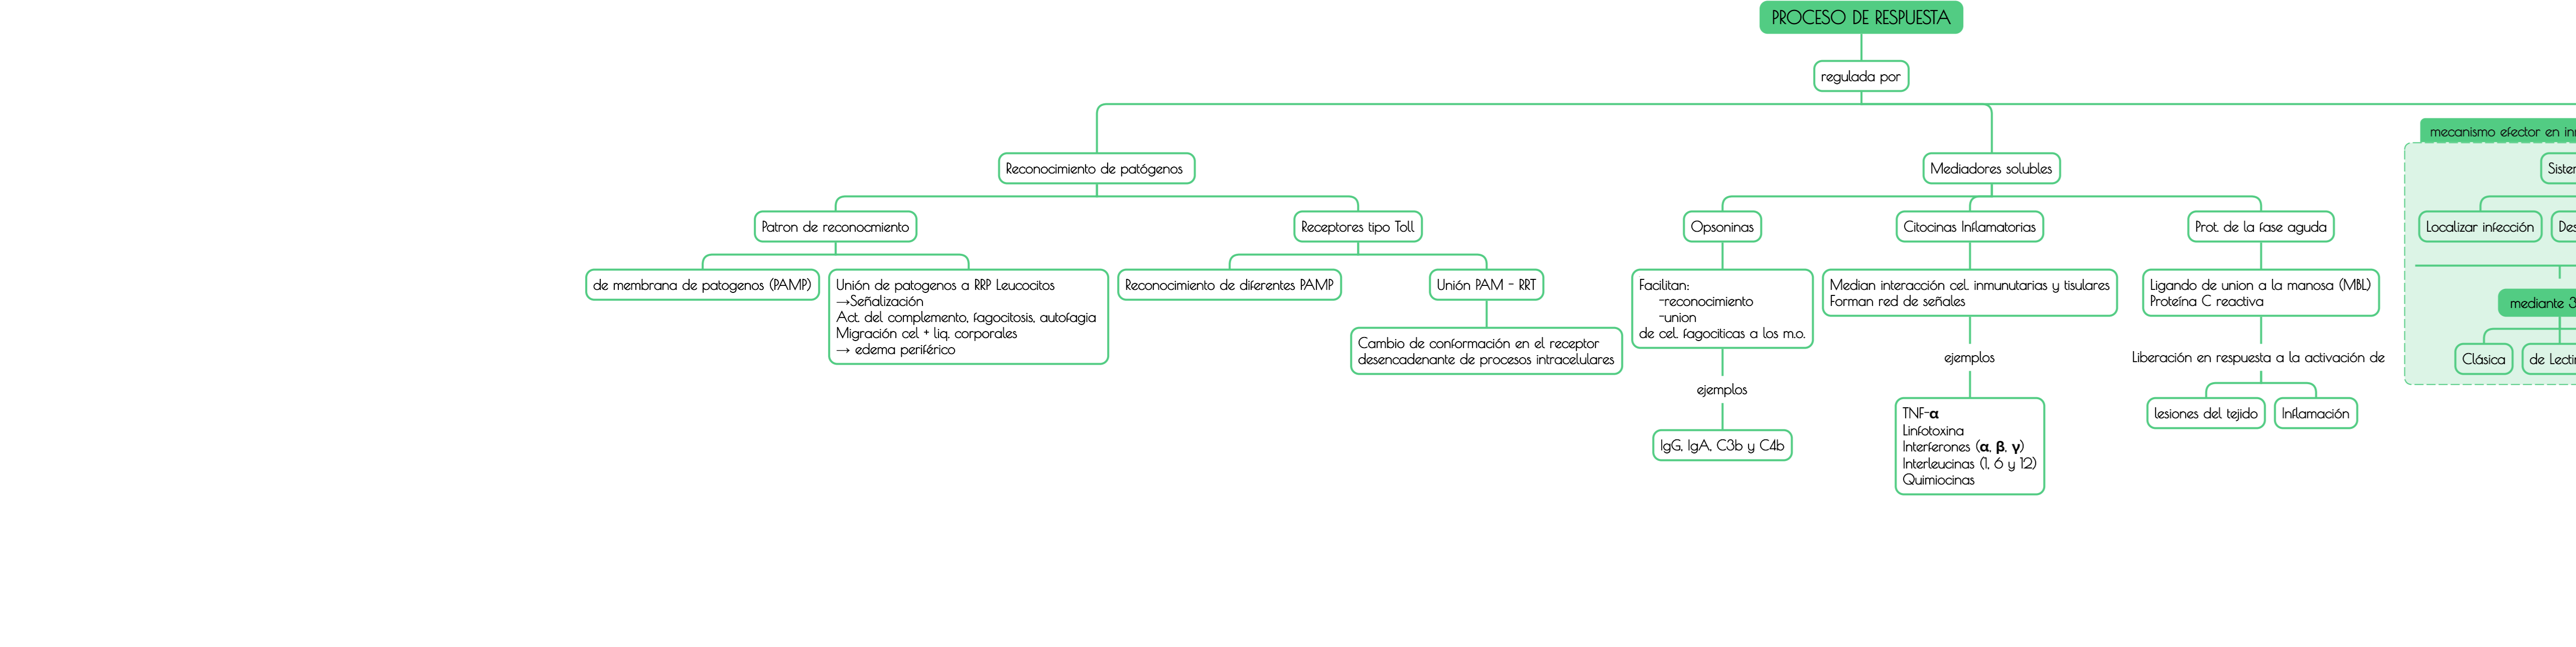 PROCESO DE RESPUESTA
regulada por
Reconocimiento de patógenos
Patron de reconocmiento
de membrana de patogenos (PAMP)
Unión de patogenos a RRP Leucocitos
→Señalización
Act. del complemento, fagocitosis, autofagia
Migración cel + liq. corporales
→ edema periférico
Receptores tipo Toll
Reconocimiento de diferentes PAMP
Unión PAM - RRT
Cambio de conformación en el receptor
desencadenante de procesos intracelulares
Mediadores solubles
Opsoninas
Facilitan:
-reconocimiento
-union
de cel. fagociticas a los m.o.
ejemplos
IgG, IgA, C3b y C4b
Citocinas Inflamatorias
Median interacción cel. inmunutarias y tisulares
Forman red de señales
ejemplos
TNF-α
Linfotoxina
Interferones (α, β, γ)
Interleucinas (1, 6 y 12)
Quimiocinas
Prot. de la fase aguda
Ligando de union a la manosa (MBL)
Proteína C reactiva
Liberación en respuesta a la activación de
lesiones del tejido
Inflamación
mecanismo efector en
Localizar infección
mediante 3
Clásica
de